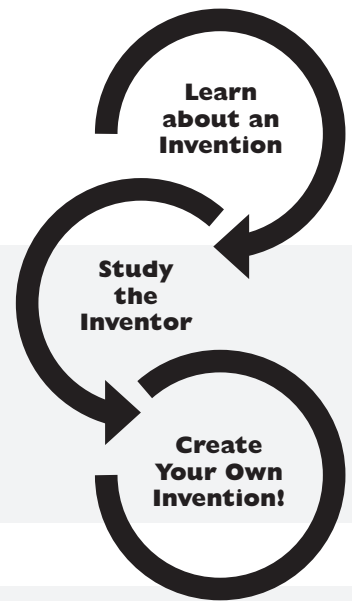 Learn
about an
Invention
Study
the
Inventor
Create
Your Own
Invention!